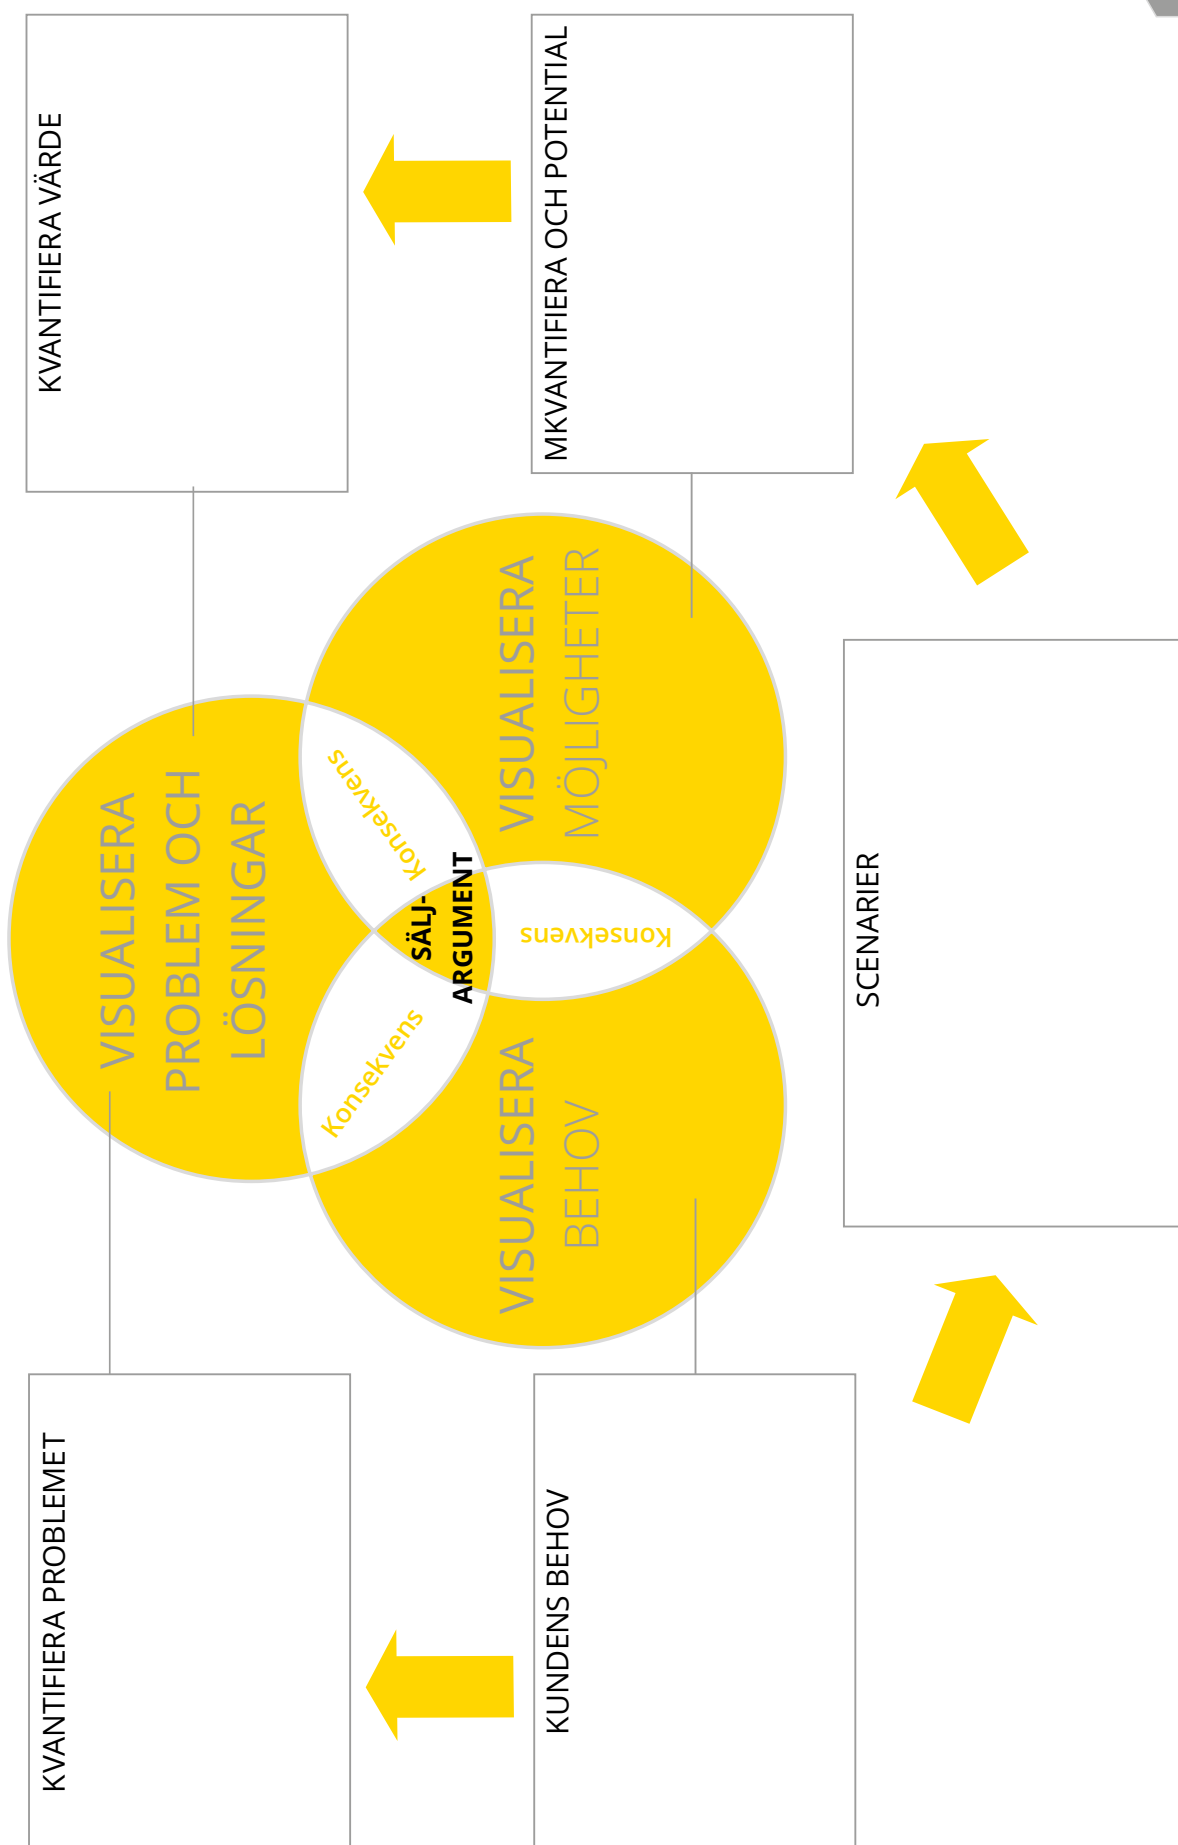 KVANTIFIERA PROBLEMET
VISUALISERA
PROBLEM OCH
LÖSNINGAR
KVANTIFIERA VÄRDE
Konsekvens
Konsekvens
SÄLJ-
ARGUMENT
Konsekvens
KUNDENS BEHOV
VISUALISERA
BEHOV
VISUALISERA
MÖJLIGHETER
MKVANTIFIERA OCH POTENTIAL
SCENARIER